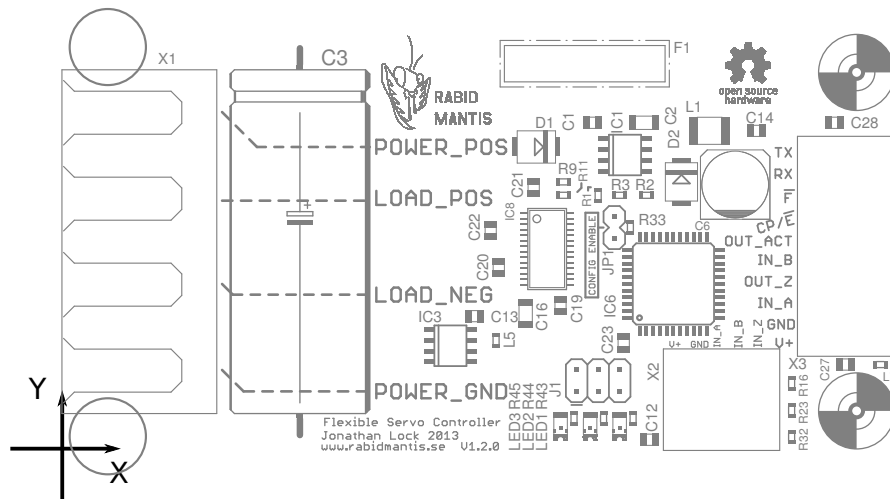 X1
C3
F1
RABID
MANTIS
open source
hardware
D1
C1
IC1
C2
D2
L1
C14
C28
POWER_POS
LOAD_POS
LOAD_NEG
POWER_GND
C21
R9
R11
R1
R3
R2
C22
IC8
CONFIG ENABLE
JP1
R33
C6
C20
C16
C19
IC6
C23
IC3
C13
L5
TX
RX
F
CP/E
OUT_ACT
IN_B
OUT_Z
IN_A
GND
V+
V+
GND
IN_A
IN_B
IN_Z
X2
X3
C27
L
R16
R23
R32
J1
C12
LED3 R45
LED2 R44
LED1 R43
Flexible Servo Controller
Jonathan Lock 2013
www.rabidmantis.se V1.2.0
Y
X